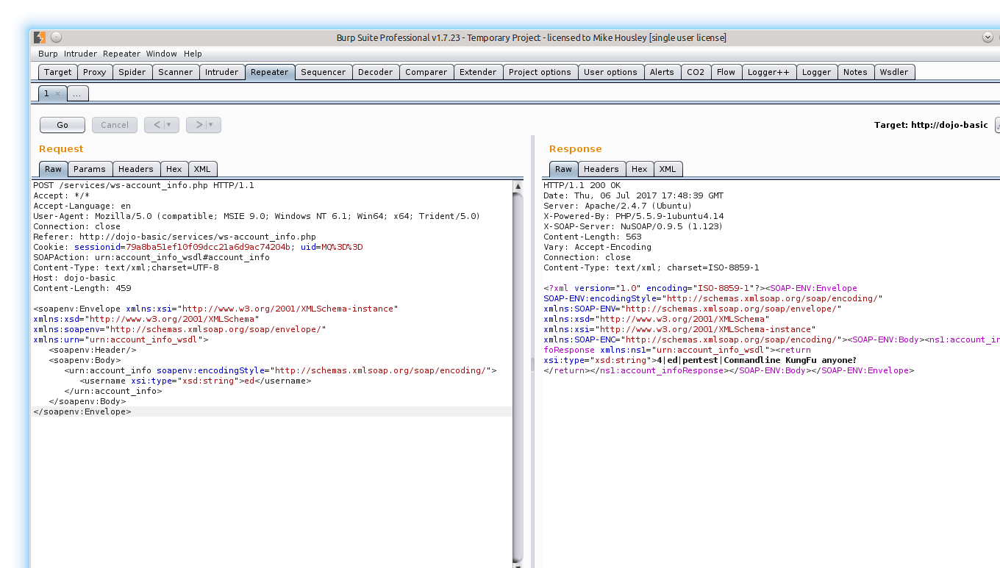 Burp Suite Professional v1.7.23 - Temporary Project - licensed to Mike Housley [single user license]
Burp Intruder Repeater Window Help
Target Proxy Spider Scanner Intruder Repeater Sequencer Decoder Comparer Extender Project options User options Alerts CO2 Flow Logger++ Logger Notes Wsdler
1 × ...
Go Cancel < > Target: http://dojo-basic
Request
Raw Params Headers Hex XML
POST /services/ws-account_info.php HTTP/1.1
Accept: */*
Accept-Language: en
User-Agent: Mozilla/5.0 (compatible; MSIE 9.0; Windows NT 6.1; Win64; x64; Trident/5.0)
Connection: close
Referer: http://dojo-basic/services/ws-account_info.php
Cookie: sessionid=79a8ba51ef10f09dcc21a6d9ac74204b; uid=MQ%3D%3D
SOAPAction: urn:account_info_wsdl#account_info
Content-Type: text/xml;charset=UTF-8
Host: dojo-basic
Content-Length: 459
<soapenv:Envelope xmlns:xsi="http://www.w3.org/2001/XMLSchema-instance"
xmlns:xsd="http://www.w3.org/2001/XMLSchema"
xmlns:soapenv="http://schemas.xmlsoap.org/soap/envelope/"
xmlns:urn="urn:account_info_wsdl">
<soapenv:Header/>
<soapenv:Body>
<urn:account_info soapenv:encodingStyle="http://schemas.xmlsoap.org/soap/encoding/">
<username xsi:type="xsd:string">ed</username>
</urn:account_info>
</soapenv:Body>
</soapenv:Envelope>
Response
Raw Headers Hex XML
HTTP/1.1 200 OK
Date: Thu, 06 Jul 2017 17:48:39 GMT
Server: Apache/2.4.7 (Ubuntu)
X-Powered-By: PHP/5.5.9-1ubuntu4.14
X-SOAP-Server: NuSOAP/0.9.5 (1.123)
Content-Length: 563
Vary: Accept-Encoding
Connection: close
Content-Type: text/xml; charset=ISO-8859-1
<?xml version="1.0" encoding="ISO-8859-1"?><SOAP-ENV:Envelope
SOAP-ENV:encodingStyle="http://schemas.xmlsoap.org/soap/encoding/"
xmlns:SOAP-ENV="http://schemas.xmlsoap.org/soap/envelope/"
xmlns:xsd="http://www.w3.org/2001/XMLSchema"
xmlns:xsi="http://www.w3.org/2001/XMLSchema-instance"
xmlns:SOAP-ENC="http://schemas.xmlsoap.org/soap/encoding/"><SOAP-ENV:Body><ns1:account_in
foResponse xmlns:ns1="urn:account_info_wsdl"><return
xsi:type="xsd:string">4|ed|pentest|Commandline KungFu anyone?
</return></ns1:account_infoResponse></SOAP-ENV:Body></SOAP-ENV:Envelope>